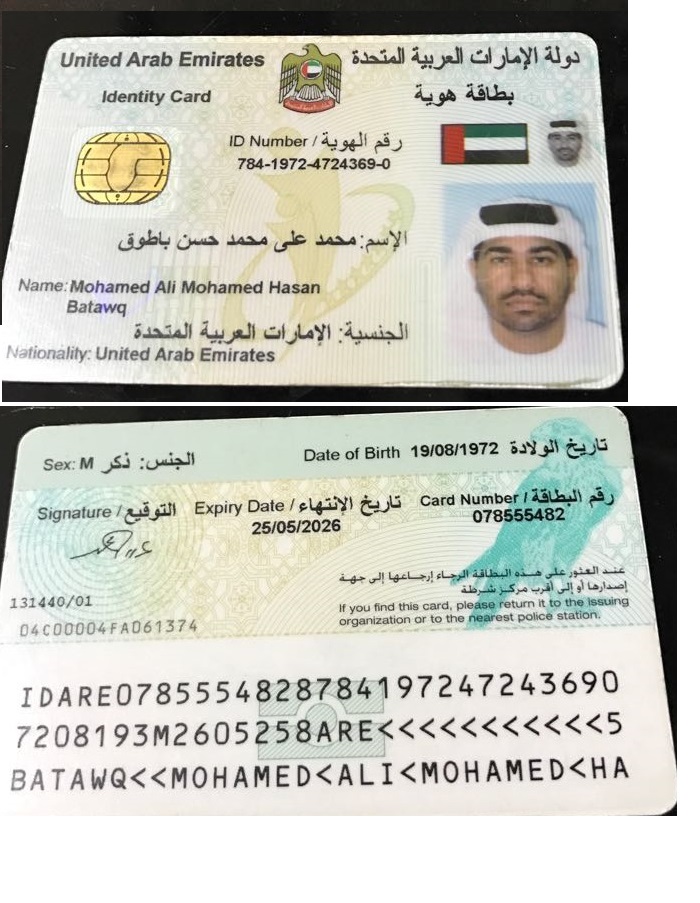 United Arab Emirates دولة الإمارات العربية المتحدة
Identity Card بطاقة هوية
ID Number / رقم الهوية
784-1972-4724369-0
الإسم: محمد على محمد حسن باطوق
Name: Mohamed Ali Mohamed Hasan
Batawq
الجنسية: الإمارات العربية المتحدة
Nationality: United Arab Emirates
Sex: M الجنس: ذكر Date of Birth 19/08/1972 تاريخ الولادة
Signature / التوقيع Expiry Date / تاريخ الإنتهاء Card Number / رقم البطاقة
25/05/2026 078555482
عند العثور على هذه البطاقة الرجاء إرجاعها إلى جهة
إصدارها أو إلى أقرب مركز شرطة
131440/01 If you find this card, please return it to the issuing
04C00004FA061374 organization or to the nearest police station.
IDARE0785554828784197247243690
7208193M2605258ARE<<<<<<<<<<<5
BATAWQ<<MOHAMED<ALI<MOHAMED<HA